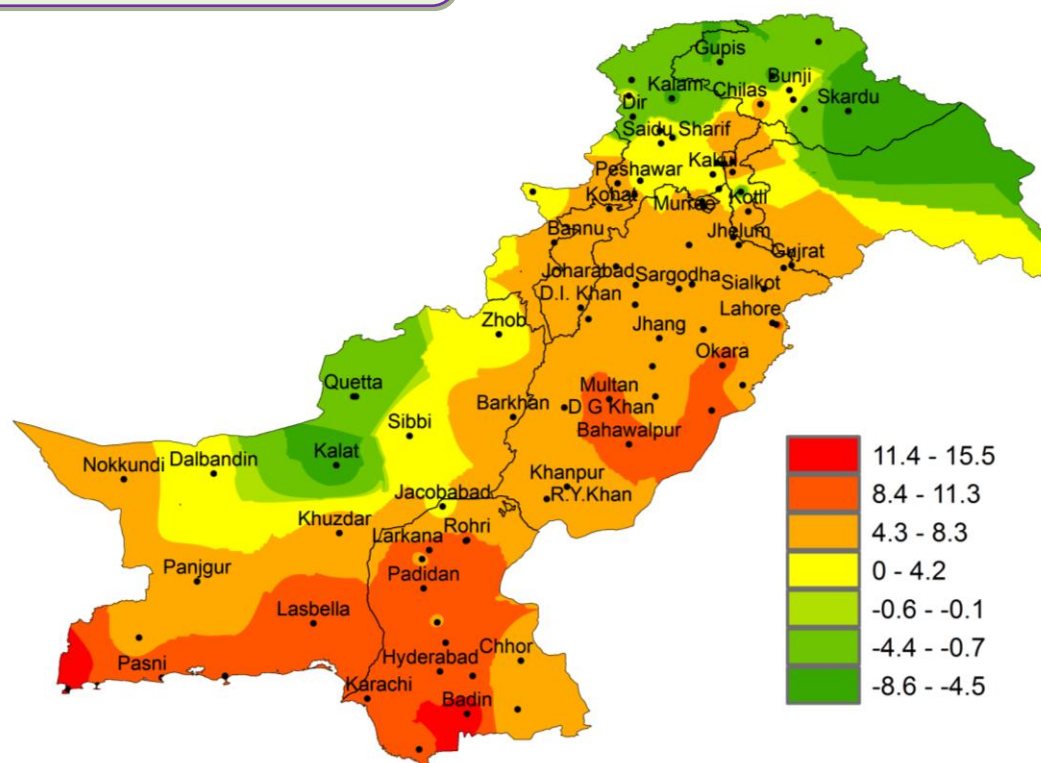 Gupis
Bunji
Kalam
Chilas
Skardu
Dir
Saidu Sharif
Kakul
Peshawar
Kohat
Murree
Kotli
Bannu
Jhelum
Gujrat
Joharabad
Sargodha
Sialkot
D.I. Khan
Lahore
Zhob
Jhang
Okara
Quetta
Multan
Barkhan
D G Khan
Sibbi
Bahawalpur
Kalat
Nokkundi
Dalbandin
Khanpur
Jacobabad
R.Y.Khan
Khuzdar
Rohri
Larkana
Panjgur
Padidan
Lasbella
Chhor
Pasni
Hyderabad
Karachi
Badin
11.4 - 15.5
8.4 - 11.3
4.3 - 8.3
0 - 4.2
-0.6 - -0.1
-4.4 - -0.7
-8.6 - -4.5